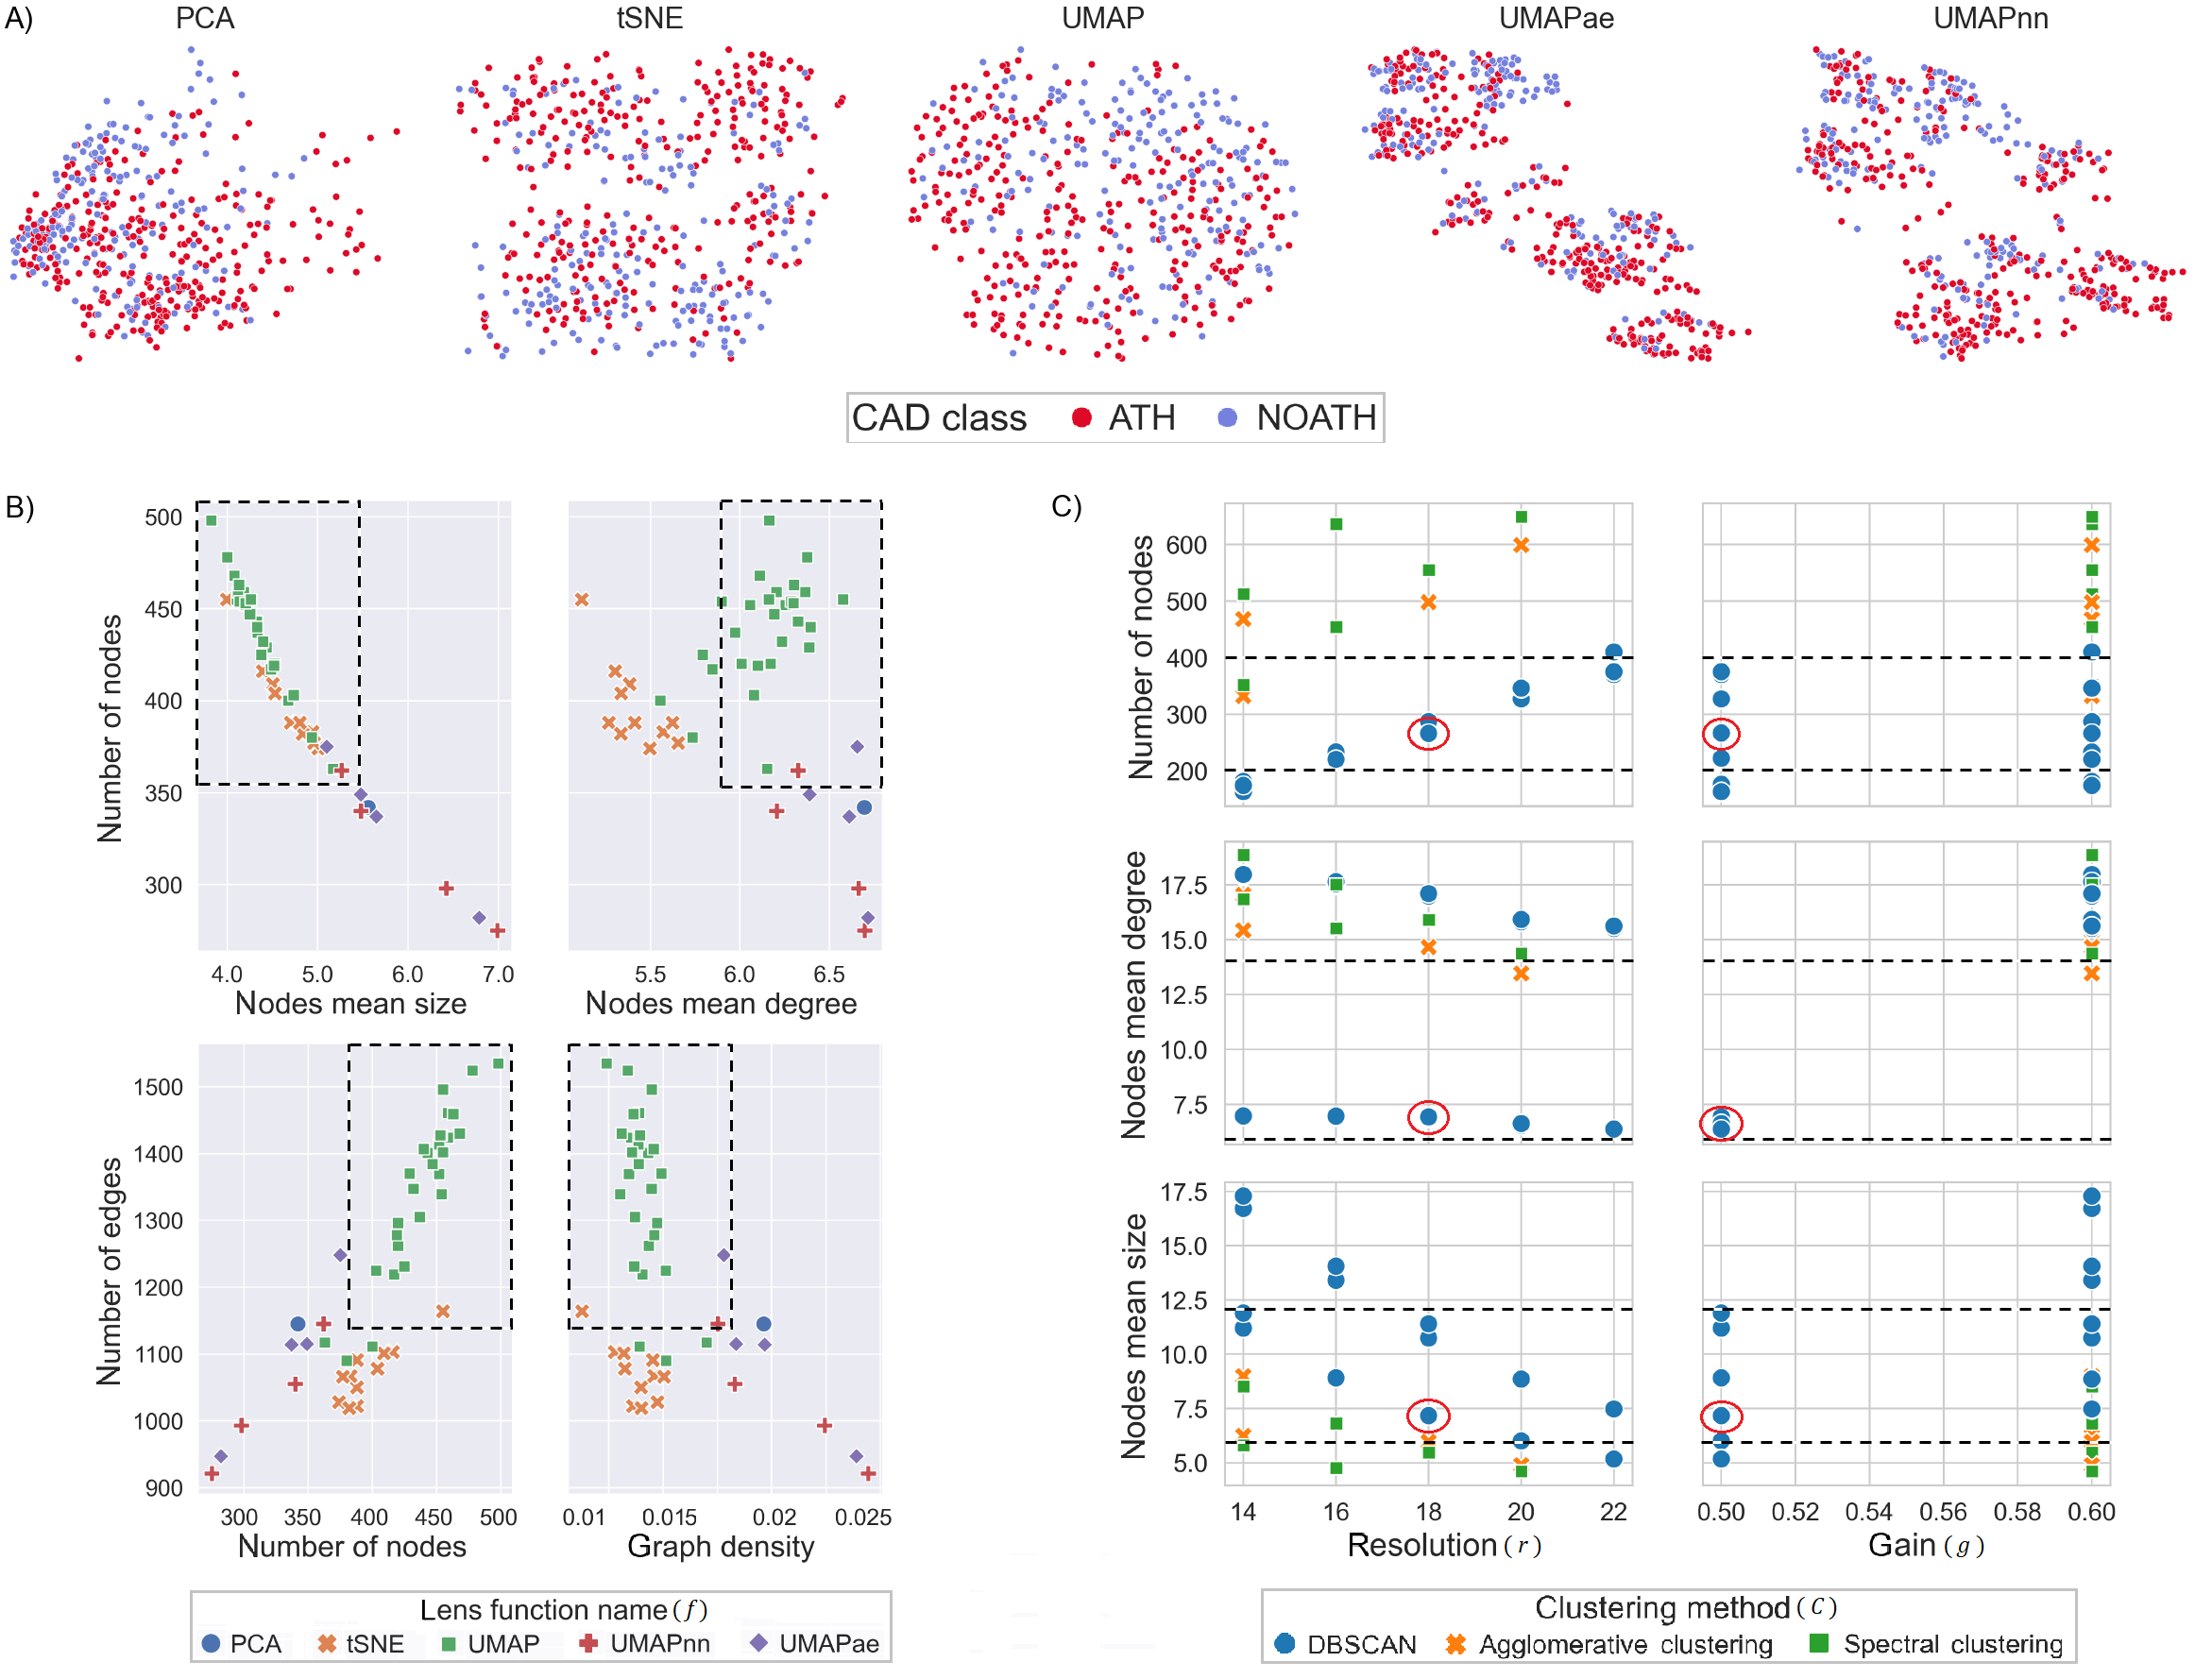 A)
PCA
tSNE
UMAP
UMAPae
UMAPnn
CAD class ATH NOATH
B)
500
450
400
350
300
Number of nodes
4.0 5.0 6.0 7.0
Nodes mean size
5.5 6.0 6.5
Nodes mean degree
1500
1400
1300
1200
1100
1000
900
Number of edges
300 350 400 450 500
Number of nodes
0.01 0.015 0.02 0.025
Graph density
Lens function name (f)
PCA tSNE UMAP UMAPnn UMAPae
C)
600
500
400
300
200
Number of nodes
17.5
15.0
12.5
10.0
7.5
Nodes mean degree
17.5
15.0
12.5
10.0
7.5
5.0
Nodes mean size
14 16 18 20 22
Resolution (r)
0.50 0.52 0.54 0.56 0.58 0.60
Gain (g)
Clustering method (C)
DBSCAN Agglomerative clustering Spectral clustering